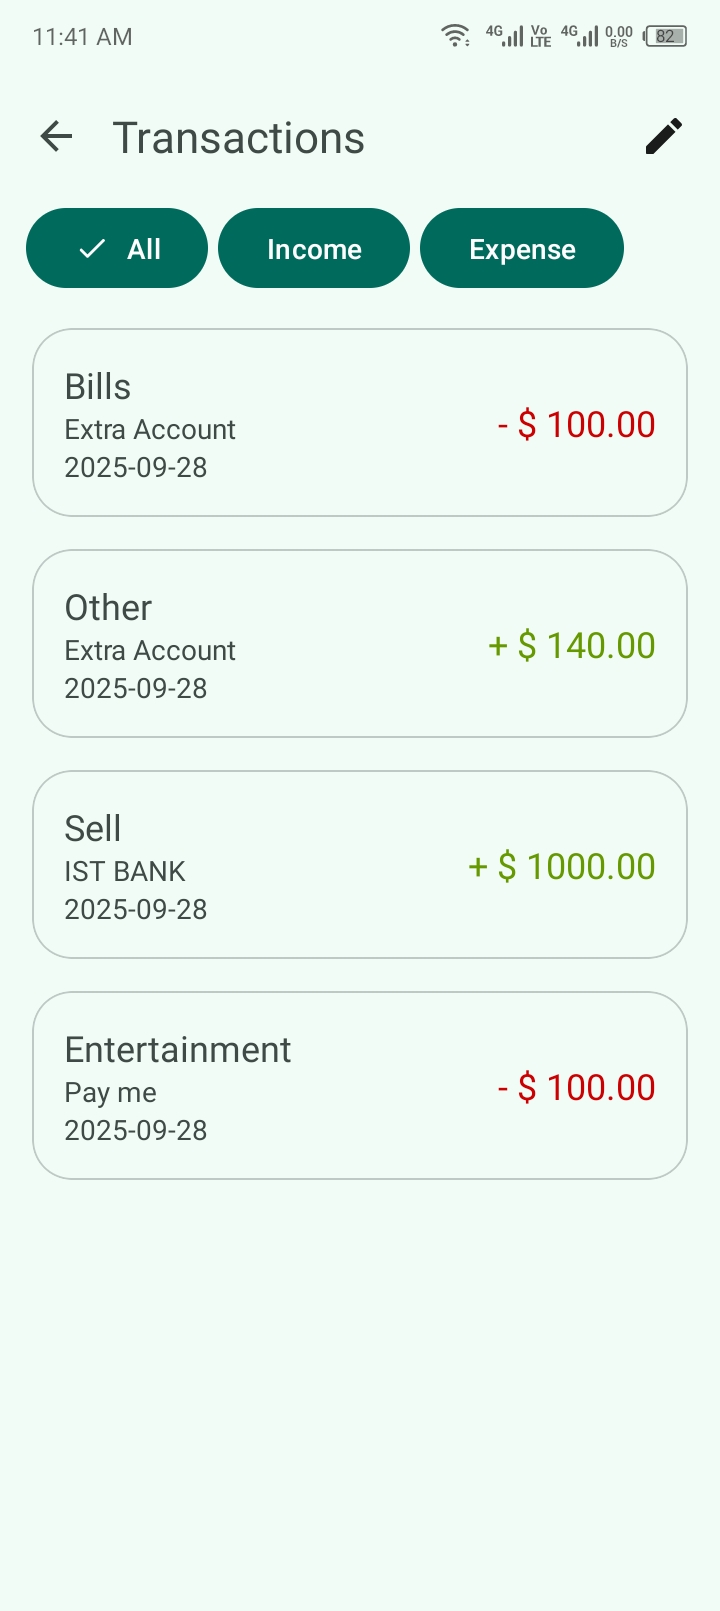 11:41 AM 4G Vo LTE 4G 0.00 B/S 82
Transactions
All Income Expense
Bills
Extra Account
2025-09-28
- $ 100.00
Other
Extra Account
2025-09-28
+ $ 140.00
Sell
IST BANK
2025-09-28
+ $ 1000.00
Entertainment
Pay me
2025-09-28
- $ 100.00